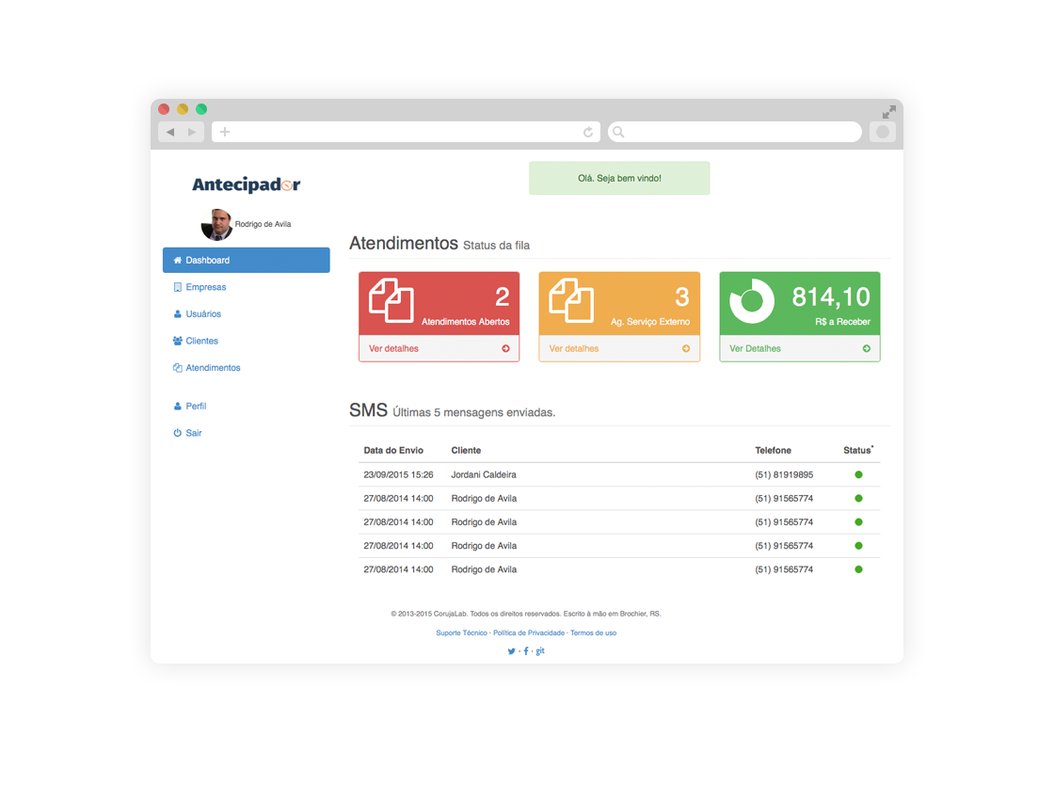 Antecipador
Olá. Seja bem vindo!
Rodrigo de Avila
Dashboard
Empresas
Usuários
Clientes
Atendimentos
Perfil
Sair
Atendimentos Status da fila
2
Atendimentos Abertos
Ver detalhes
3
Ag. Serviço Externo
Ver detalhes
814,10
R$ a Receber
Ver Detalhes
SMS Últimas 5 mensagens enviadas.
Data do Envio Cliente Telefone Status*
23/09/2015 15:26 Jordani Caldeira (51) 81919895
27/08/2014 14:00 Rodrigo de Avila (51) 91565774
27/08/2014 14:00 Rodrigo de Avila (51) 91565774
27/08/2014 14:00 Rodrigo de Avila (51) 91565774
27/08/2014 14:00 Rodrigo de Avila (51) 91565774
© 2013-2015 CorujaLab. Todos os direitos reservados. Escrito à mão em Brochier, RS.
Suporte Técnico - Política de Privacidade - Termos de uso
git